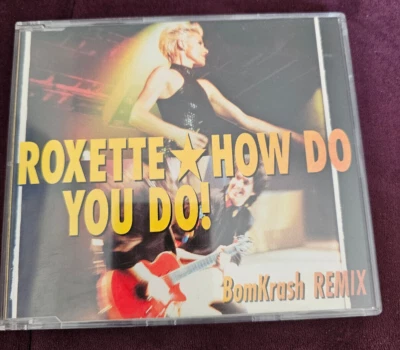 ROXETTE★HOW DO
YOU DO!
BomKrash REMIX